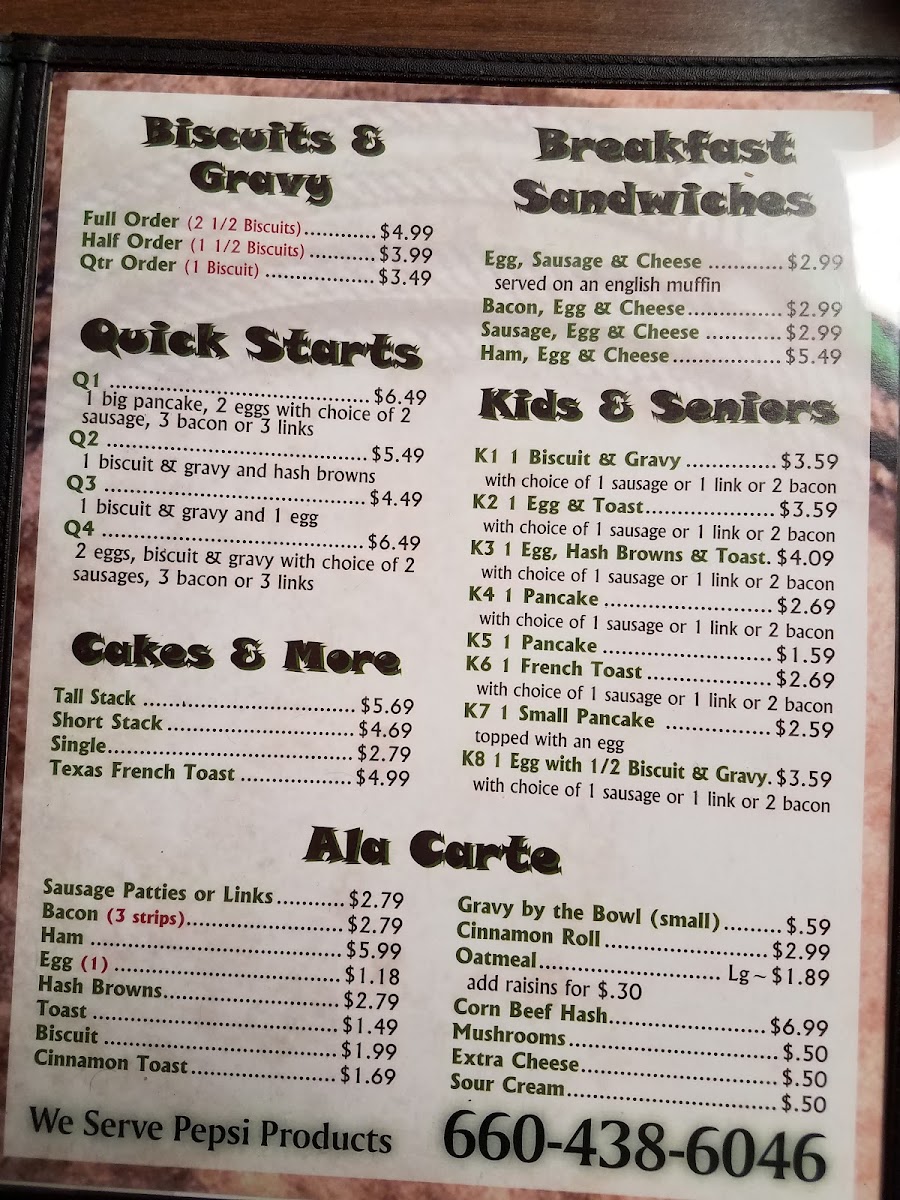 Biscuits &
Gravy
Full Order (2 1/2 Biscuits)............$4.99
Half Order (1 1/2 Biscuits) ...........$3.99
Qtr Order (1 Biscuit) ..................$3.49
Quick Starts
Q1 ..........................................$6.49
1 big pancake, 2 eggs with choice of 2
sausage, 3 bacon or 3 links
Q2 ..........................................$5.49
1 biscuit & gravy and hash browns
Q3 ..........................................$4.49
1 biscuit & gravy and 1 egg
Q4 ..........................................$6.49
2 eggs, biscuit & gravy with choice of 2
sausages, 3 bacon or 3 links
Cakes & More
Tall Stack ..................................$5.69
Short Stack ..............................$4.69
Single........................................$2.79
Texas French Toast ..................$4.99
Breakfast
Sandwiches
Egg, Sausage & Cheese ............$2.99
served on an english muffin
Bacon, Egg & Cheese...............$2.99
Sausage, Egg & Cheese ............$2.99
Ham, Egg & Cheese..................$5.49
Kids & Seniors
K1 1 Biscuit & Gravy ...............$3.59
with choice of 1 sausage or 1 link or 2 bacon
K2 1 Egg & Toast.....................$3.59
with choice of 1 sausage or 1 link or 2 bacon
K3 1 Egg, Hash Browns & Toast. $4.09
with choice of 1 sausage or 1 link or 2 bacon
K4 1 Pancake ...........................$2.69
with choice of 1 sausage or 1 link or 2 bacon
K5 1 Pancake ...........................$1.59
K6 1 French Toast ....................$2.69
with choice of 1 sausage or 1 link or 2 bacon
K7 1 Small Pancake .................$2.59
topped with an egg
K8 1 Egg with 1/2 Biscuit & Gravy.$3.59
with choice of 1 sausage or 1 link or 2 bacon
Ala Carte
Sausage Patties or Links...........$2.79
Bacon (3 strips).........................$2.79
Ham ........................................$5.99
Egg (1) .....................................$1.18
Hash Browns............................$2.79
Toast ........................................$1.49
Biscuit .....................................$1.99
Cinnamon Toast.......................$1.69
Gravy by the Bowl (small).........$.59
Cinnamon Roll..........................$2.99
Oatmeal............................. Lg~$1.89
add raisins for $.30
Corn Beef Hash.........................$6.99
Mushrooms.................................$.50
Extra Cheese...............................$.50
Sour Cream.................................$.50
We Serve Pepsi Products
660-438-6046